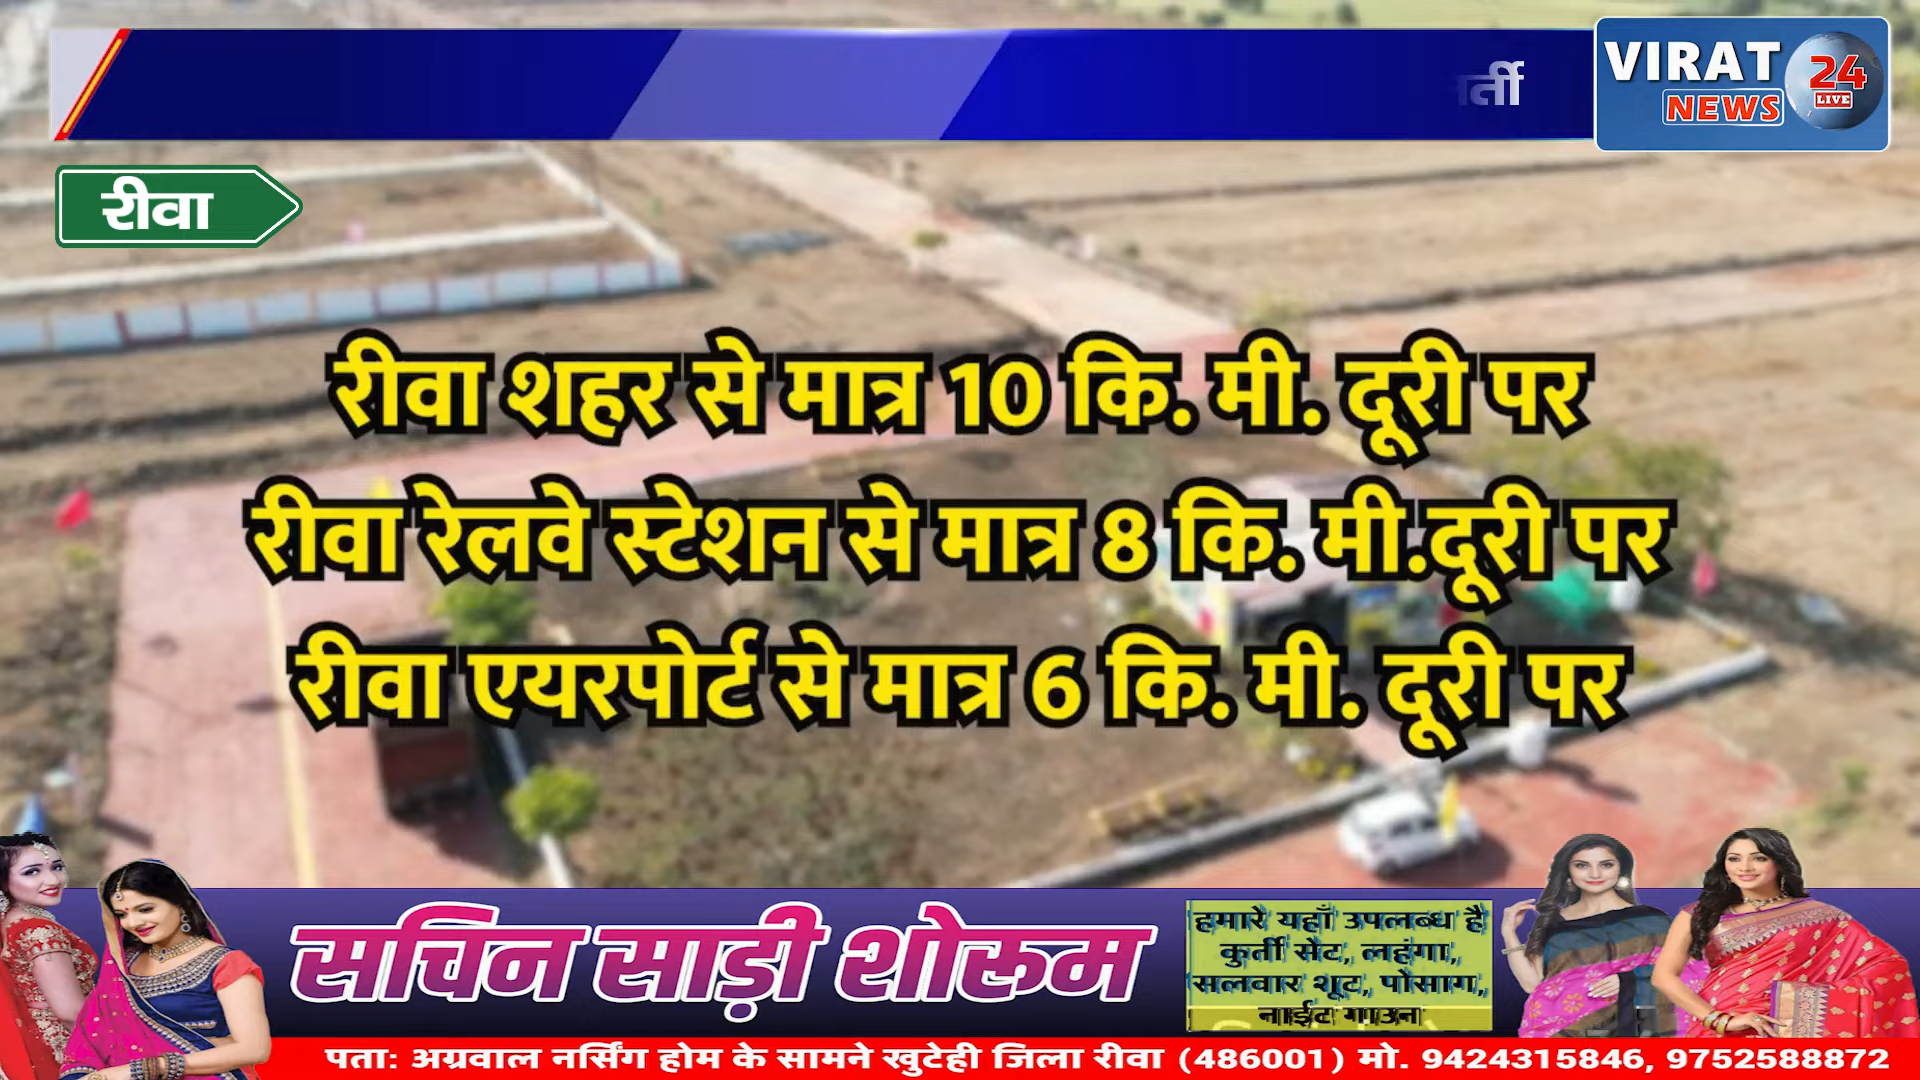 VIRAT
NEWS
24
LIVE
रीवा
रीवा शहर से मात्र 10 कि. मी. दूरी पर
रीवा रेलवे स्टेशन से मात्र 8 कि. मी.दूरी पर
रीवा एयरपोर्ट से मात्र 6 कि. मी. दूरी पर
सचिन साड़ी शोरूम
हमारे यहाँ उपलब्ध है
कुर्ती सेट, लहंगा,
सलवार शूट, पोसाग,
नाईट गाउन
पता: अग्रवाल नर्सिंग होम के सामने खुटेही जिला रीवा (486001) मो. 9424315846, 9752588872